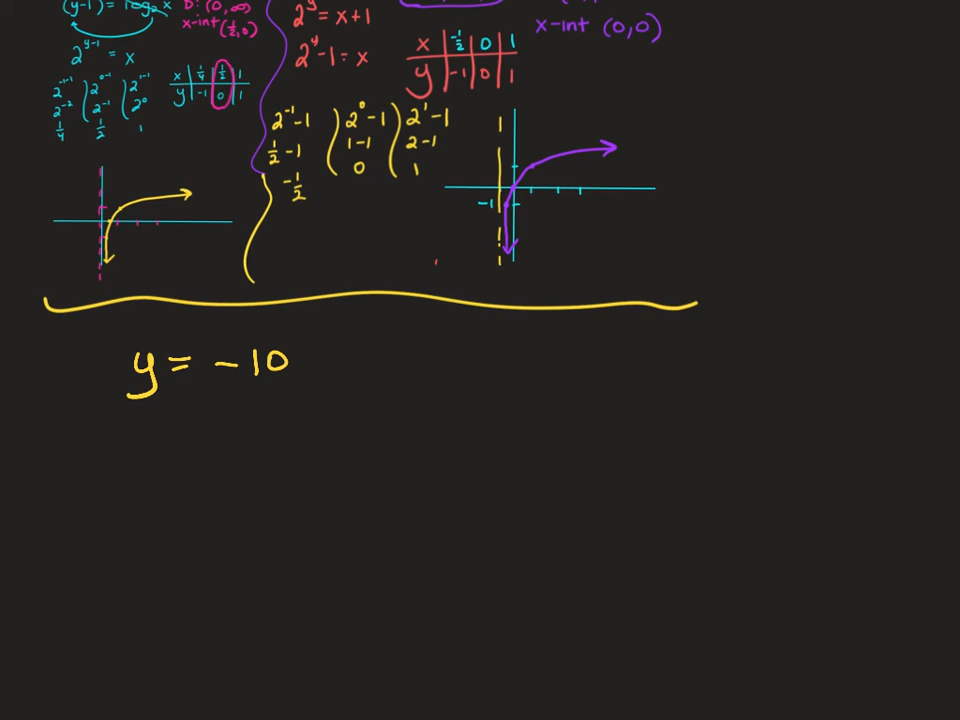 (y-1) = log₂x
D: (0, ∞)
x-int (½, 0)
2^(y-1) = x
2^(-1-1) 2^(0-1) 2^(1-1)
2^(-2) 2^(-1) 2^0
¼ ½ 1
x | ¼ | ½ | 1
y | -1 | 0 | 1
2^y = x + 1
2^y - 1 = x
x | -½ | 0 | 1
y | -1 | 0 | 1
x-int (0,0)
2^(-1) - 1 2^0 - 1 2^1 - 1
½ - 1 1 - 1 2 - 1
-½ 0 1
-1
y = -10